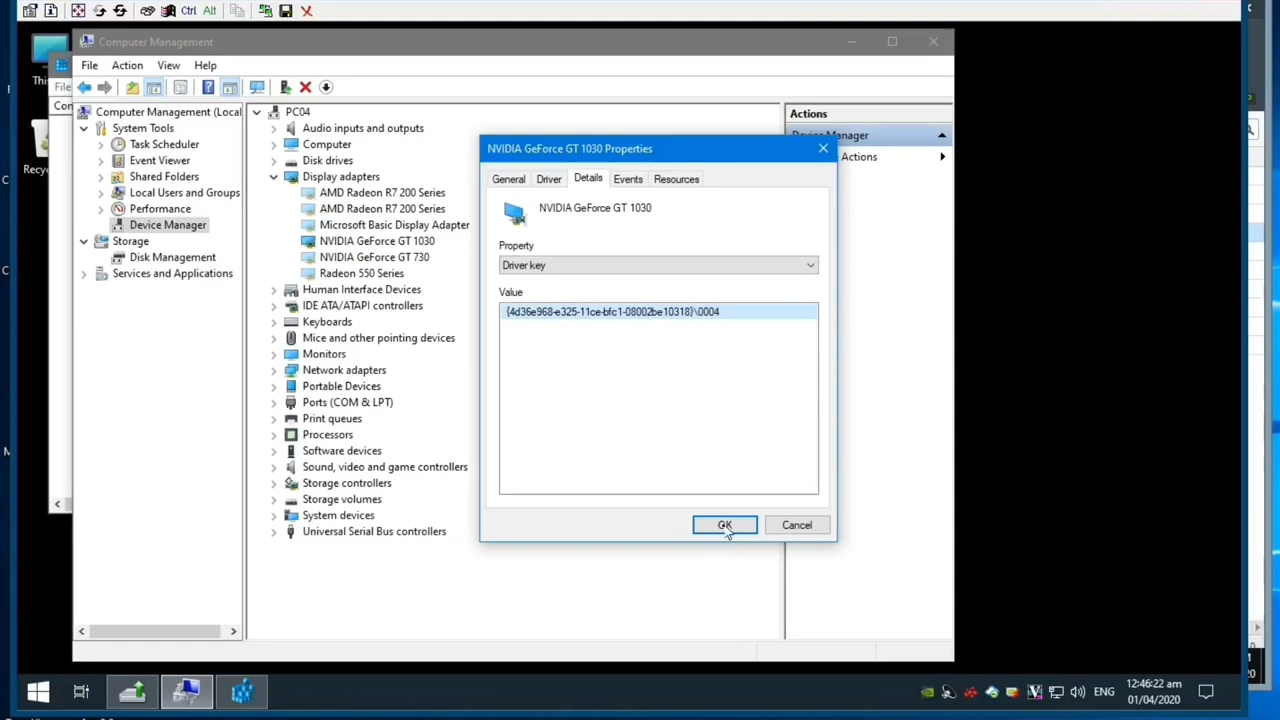 Ctrl Alt
Computer Management
File Action View Help
Computer Management (Local
System Tools
Task Scheduler
Event Viewer
Shared Folders
Local Users and Groups
Performance
Device Manager
Storage
Disk Management
Services and Applications
PC04
Audio inputs and outputs
Computer
Disk drives
Display adapters
AMD Radeon R7 200 Series
AMD Radeon R7 200 Series
Microsoft Basic Display Adapter
NVIDIA GeForce GT 1030
NVIDIA GeForce GT 730
Radeon 550 Series
Human Interface Devices
IDE ATA/ATAPI controllers
Keyboards
Mice and other pointing devices
Monitors
Network adapters
Portable Devices
Ports (COM & LPT)
Print queues
Processors
Software devices
Sound, video and game controllers
Storage controllers
Storage volumes
System devices
Universal Serial Bus controllers
NVIDIA GeForce GT 1030 Properties
General Driver Details Events Resources
NVIDIA GeForce GT 1030
Property
Driver key
Value
{4d36e968-e325-11ce-bfc1-08002be10318}\0004
OK Cancel
Actions
Device Manager
Actions
This
File
Con
Recyc
ENG
12:46:22 am
01/04/2020